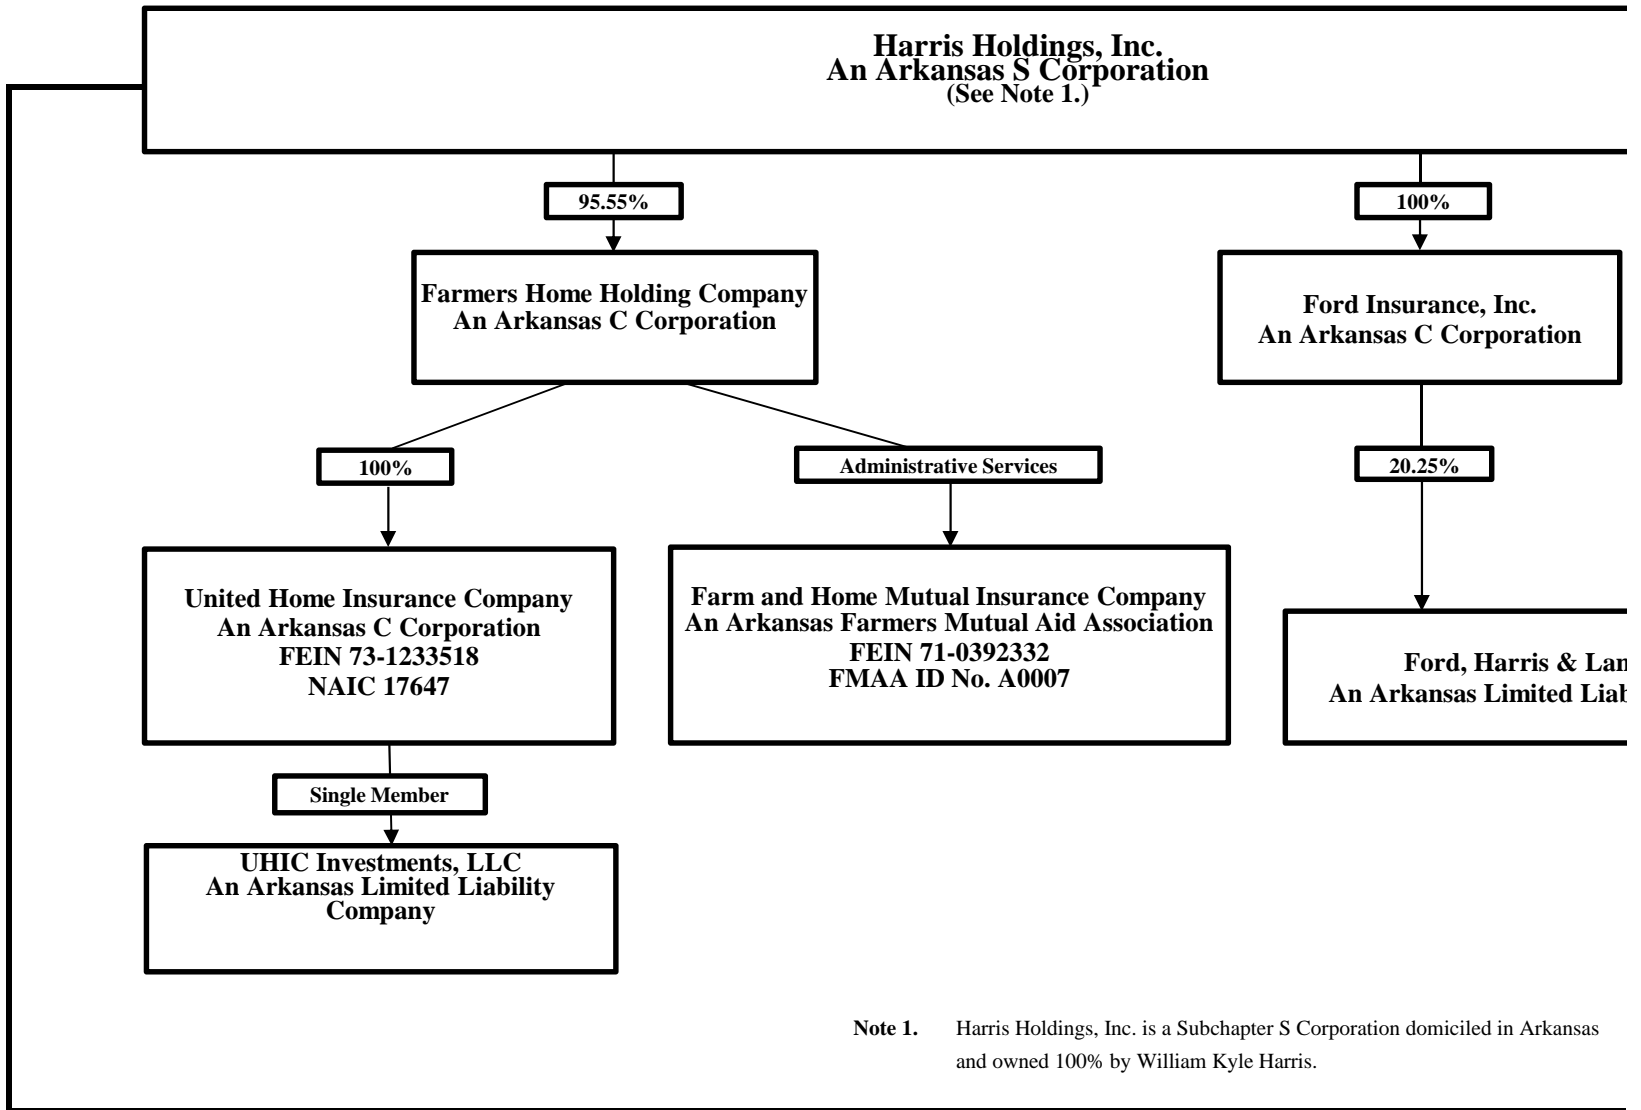 Harris Holdings, Inc.
An Arkansas S Corporation
(See Note 1.)
95.55%
100%
Farmers Home Holding Company
An Arkansas C Corporation
Ford Insurance, Inc.
An Arkansas C Corporation
100%
Administrative Services
20.25%
United Home Insurance Company
An Arkansas C Corporation
FEIN 73-1233518
NAIC 17647
Farm and Home Mutual Insurance Company
An Arkansas Farmers Mutual Aid Association
FEIN 71-0392332
FMAA ID No. A0007
Ford, Harris &
An Arkansas Limited
Single Member
UHIC Investments, LLC
An Arkansas Limited Liability
Company
Note 1. Harris Holdings, Inc. is a Subchapter S Corporation domiciled in Arkansas
and owned 100% by William Kyle Harris.